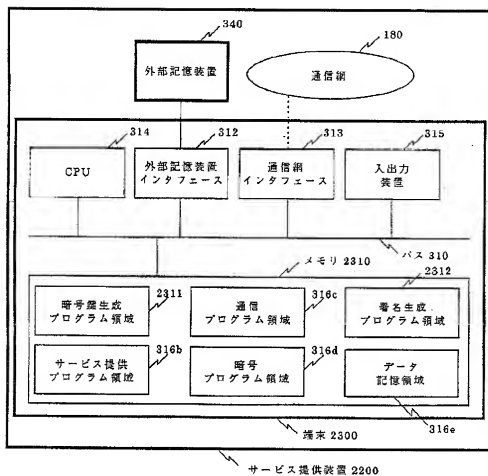 340
外部記憶装置
180
通信網
314
CPU
312
外部記憶装置
インタフェース
313
通信網
インタフェース
315
入出力
装置
バス 310
メモリ 2310
2311
暗号鍵生成
プログラム領域
316c
通信
プログラム領域
2312
署名生成
プログラム領域
316b
サービス提供
プログラム領域
316d
暗号
プログラム領域
データ
記憶領域
316e
端末 2300
サービス提供装置 2200